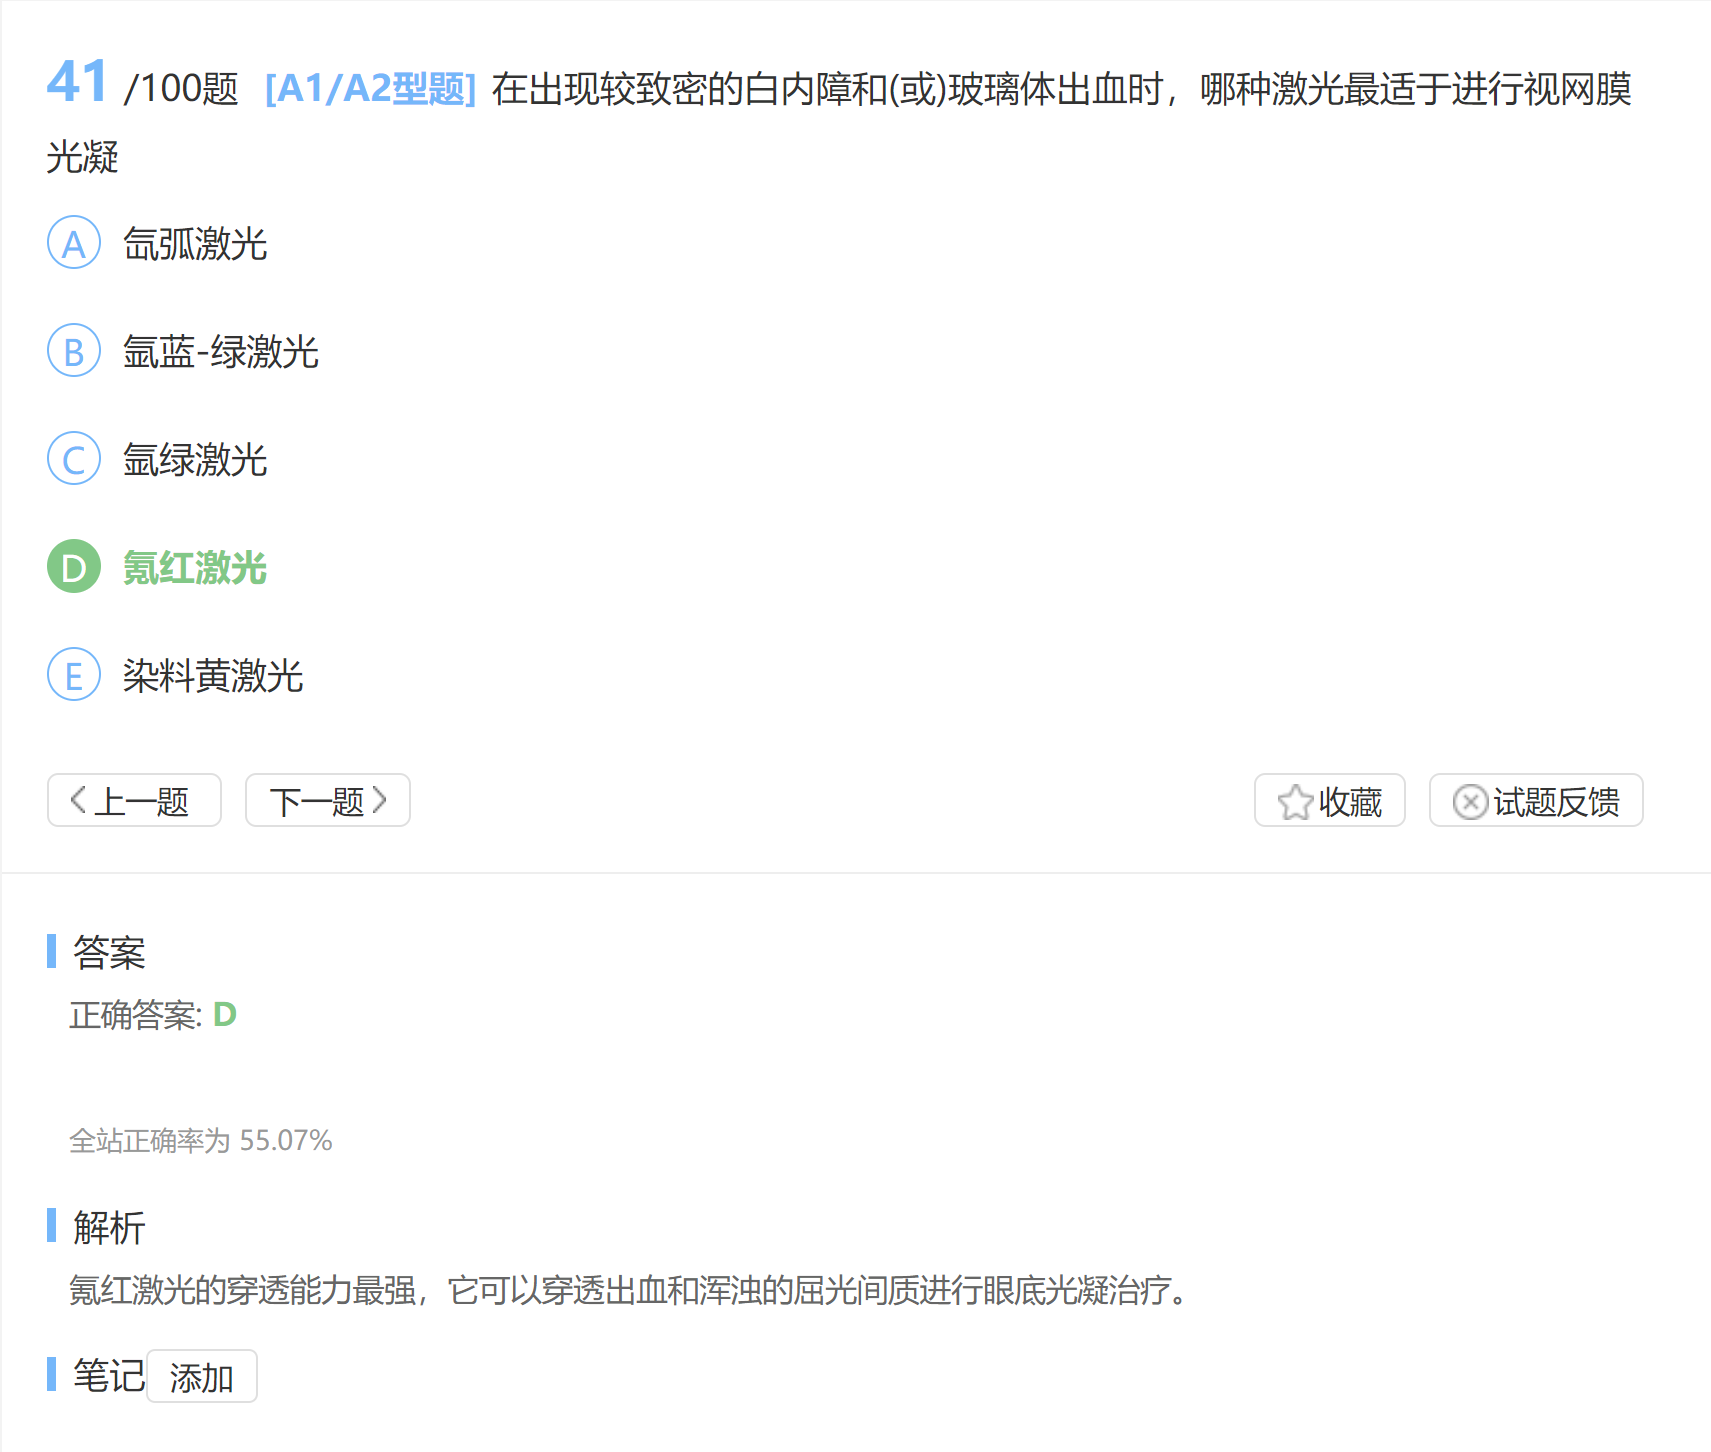 41 /100题 [A1/A2型题] 在出现较致密的白内障和(或)玻璃体出血时，哪种激光最适于进行视网膜
光凝
A 氙弧激光
B 氩蓝-绿激光
C 氩绿激光
D 氪红激光
E 染料黄激光
上一题 下一题 收藏 试题反馈
答案
正确答案: D
全站正确率为 55.07%
解析
氪红激光的穿透能力最强，它可以穿透出血和浑浊的屈光间质进行眼底光凝治疗。
笔记 添加